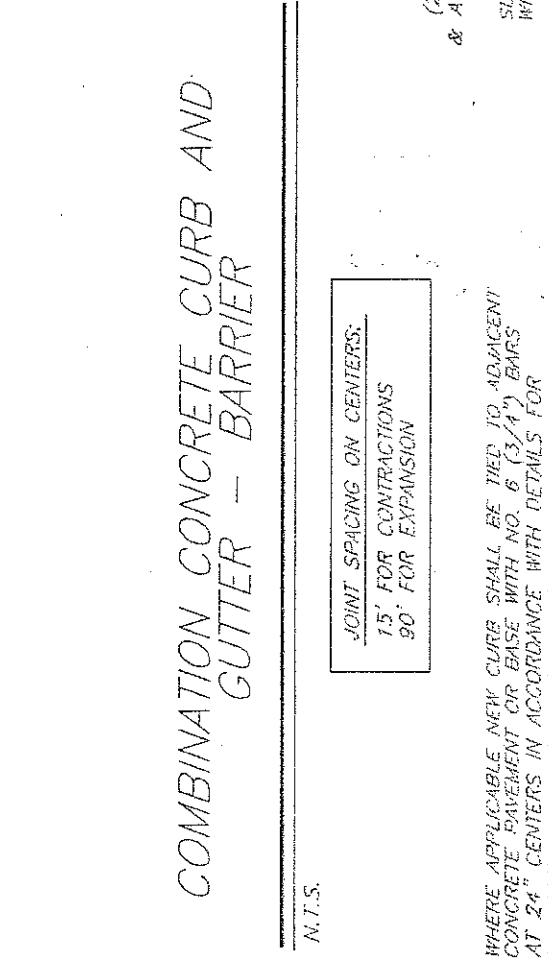 COMBINATION CONCRETE CURB AND
GUTTER — BARRIER
N.T.S.
JOINT SPACING ON CENTERS:
15' FOR CONTRACTIONS
90' FOR EXPANSION
WHERE APPLICABLE NEW CURB SHALL BE TIED TO ADJACENT
CONCRETE PAVEMENT OR BASE WITH NO. 6 (3/4") BARS
AT 24" CENTERS IN ACCORDANCE WITH DETAILS FOR
& A